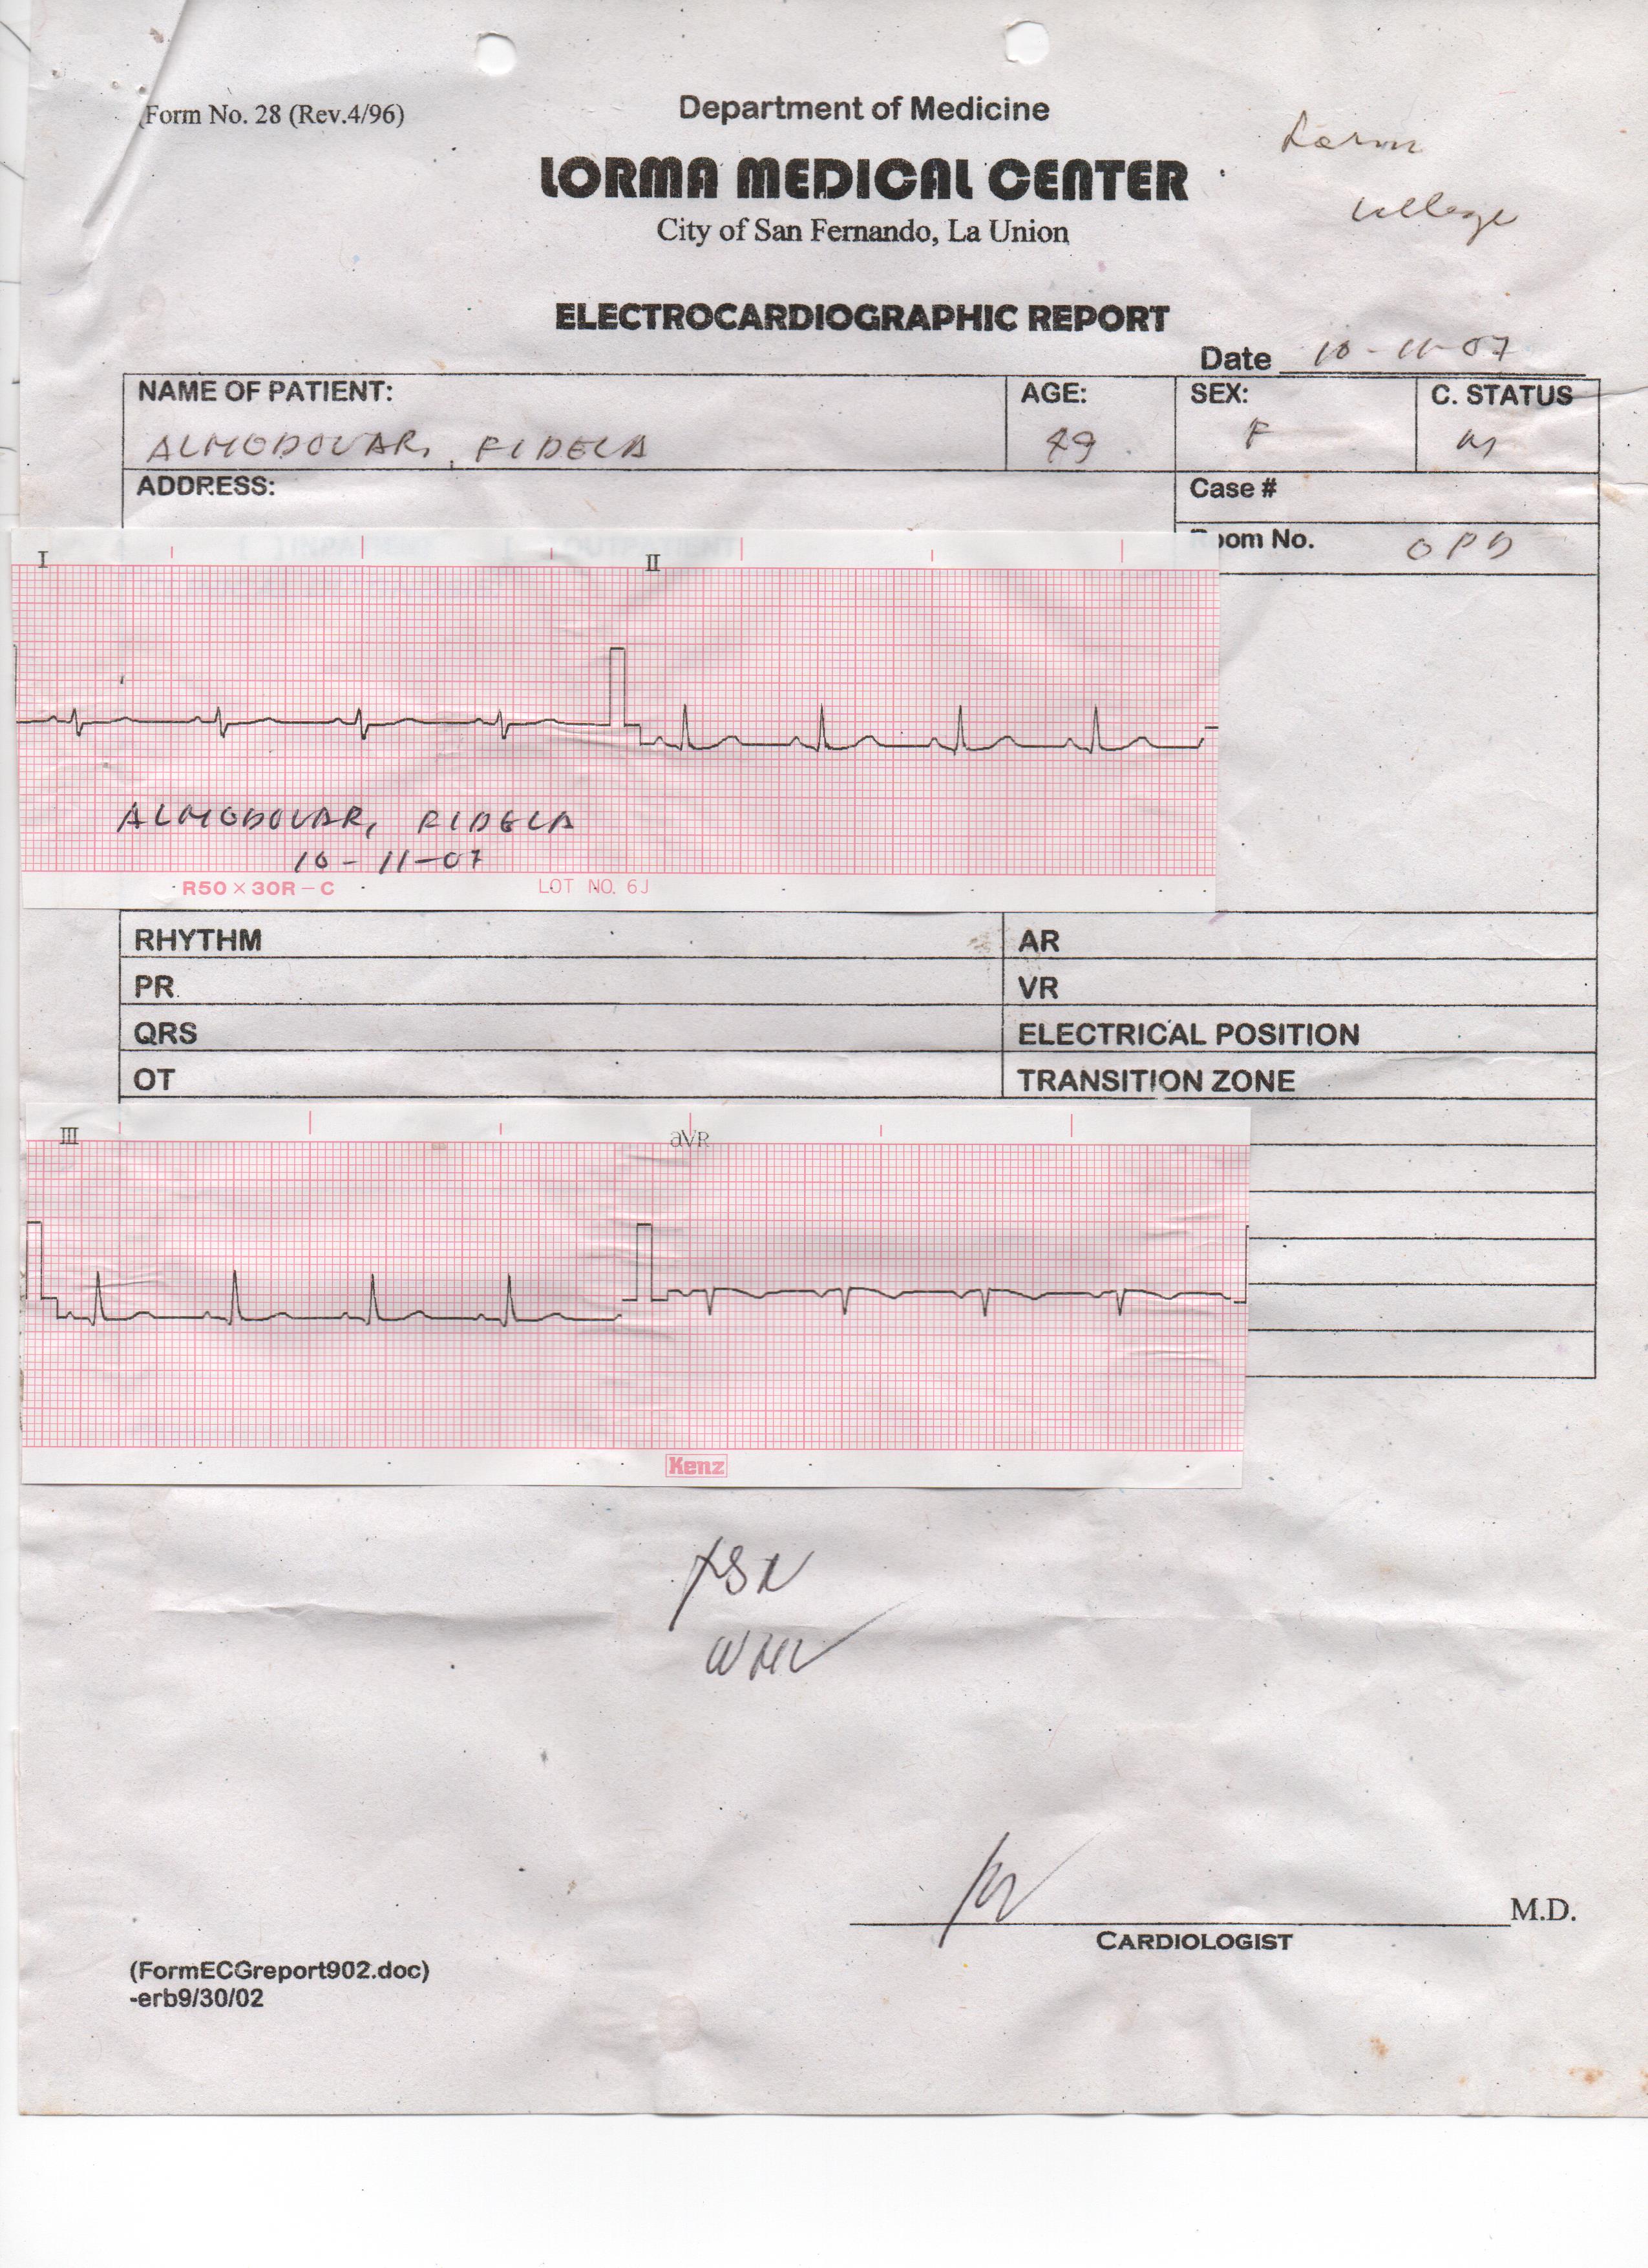 Form No. 28 (Rev.4/96)
Department of Medicine
LORMA MEDICAL CENTER
City of San Fernando, La Union
college
ELECTROCARDIOGRAPHIC REPORT
Date 10-11-07
NAME OF PATIENT: AGE: SEX: C. STATUS
ALMODOVAR, FIDELA 49 F M
ADDRESS: Case #
[ ]INPATIENT [ ]OUTPATIENT
Room No. OPD
I II
ALMODOVAR, FIDELA
10-11-07
R50×30R-C LOT NO. 6J
RHYTHM AR
PR VR
QRS ELECTRICAL POSITION
QT TRANSITION ZONE
III aVR
Kenz
WNL
M.D.
CARDIOLOGIST
(FormECGreport902.doc)
-erb9/30/02